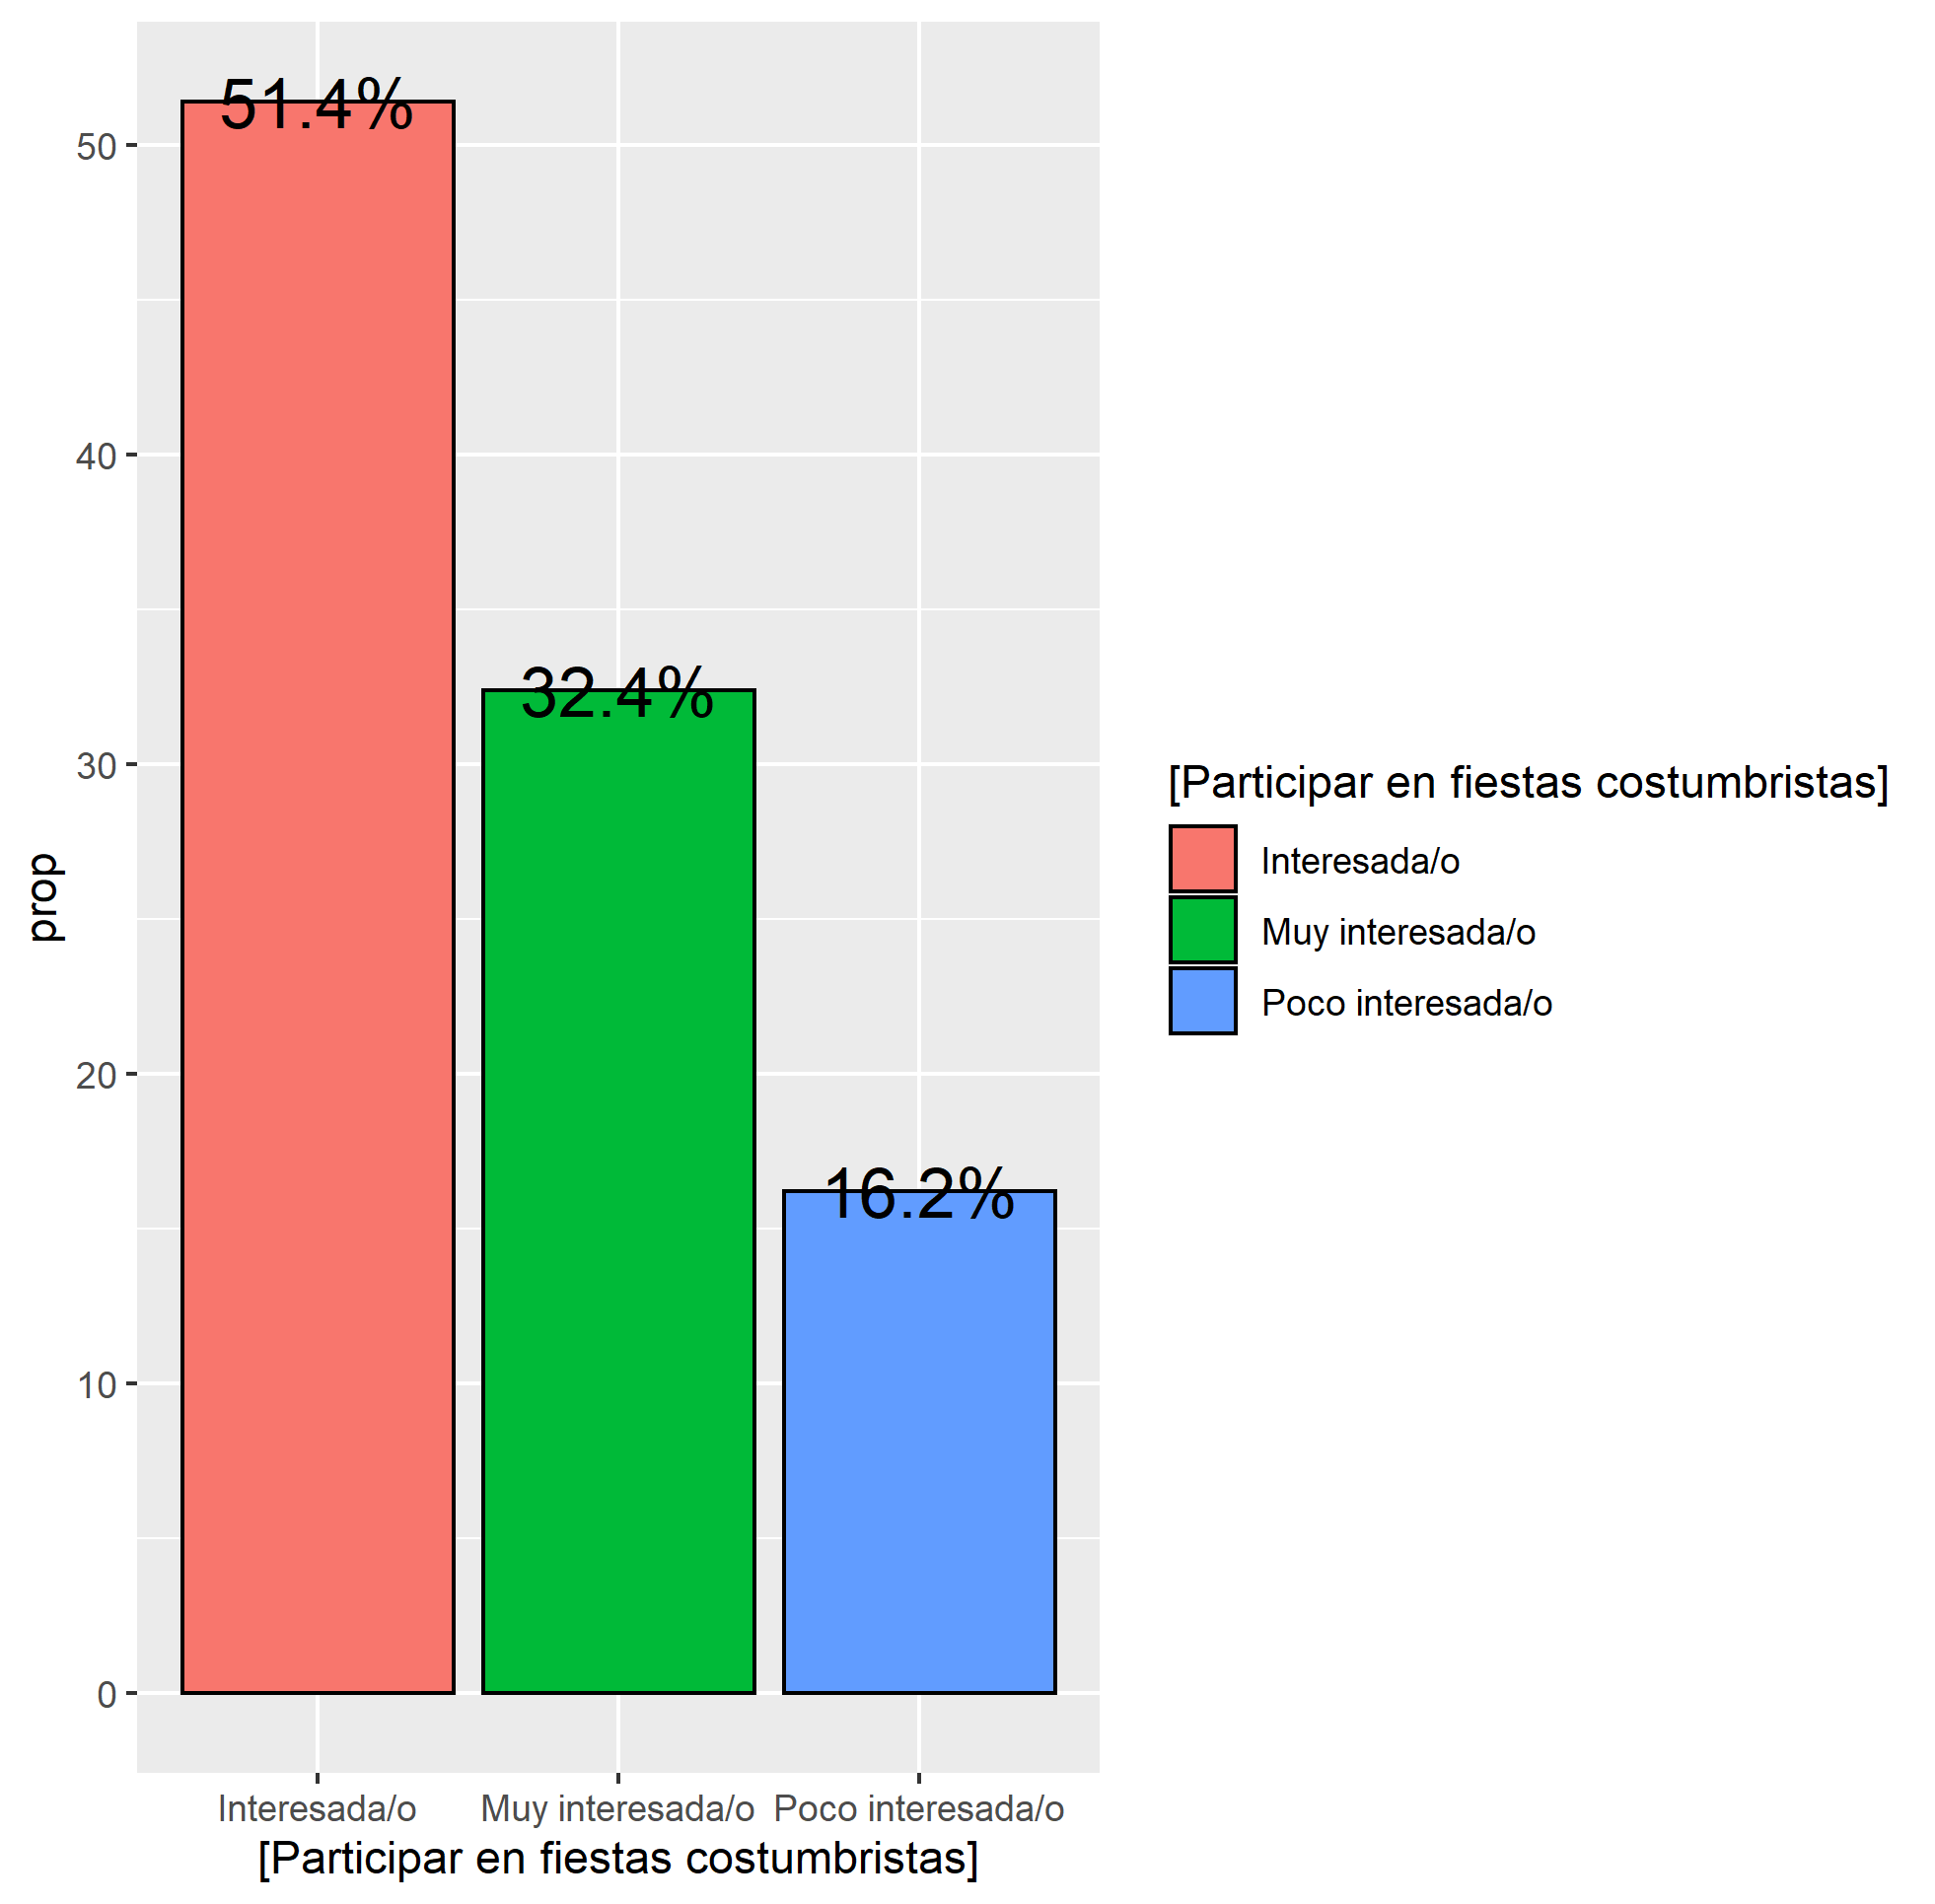 51.4%
32.4%
16.2%
50
40
30
20
10
0
prop
Interesada/o
Muy interesada/o
Poco interesada/o
[Participar en fiestas costumbristas]
[Participar en fiestas costumbristas]
Interesada/o
Muy interesada/o
Poco interesada/o